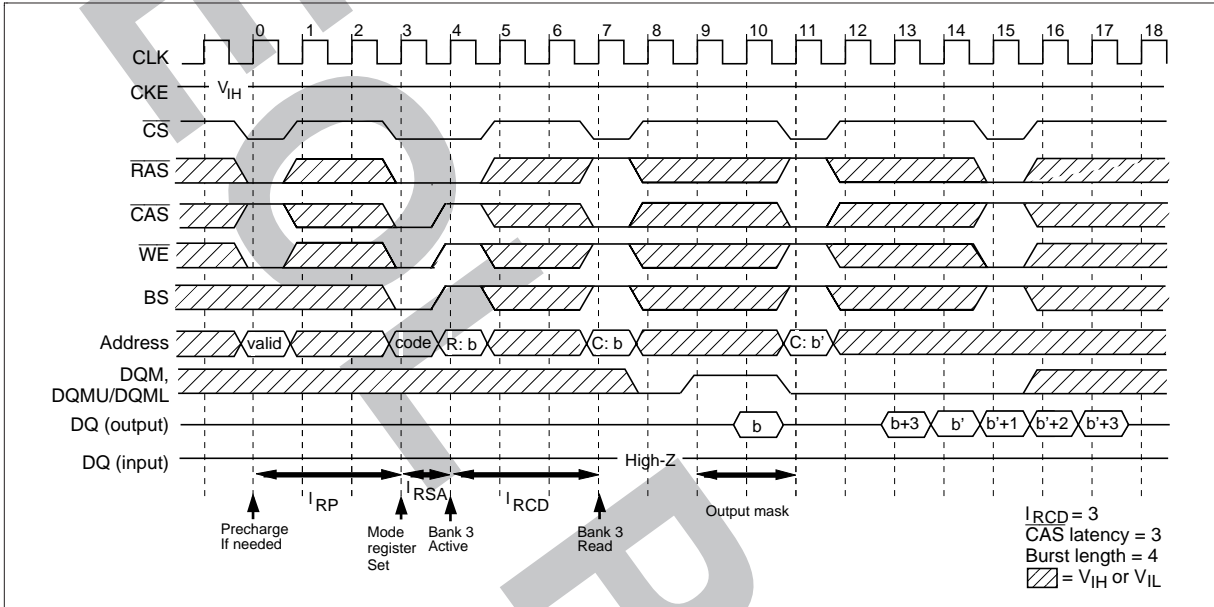 0 1 2 3 4 5 6 7 8 9 10 11 12 13 14 15 16 17 18
CLK
CKE VIH
CS
RAS
CAS
WE
BS
Address valid code R: b C: b C: b'
DQM,
DQMU/DQML
DQ (output) b b+3 b' b'+1 b'+2 b'+3
DQ (input) High-Z
lRP lRSA lRCD Output mask
Precharge
If needed
Mode
register
Set
Bank 3
Active
Bank 3
Read
lRCD = 3
CAS latency = 3
Burst length = 4
= VIH or VIL
EOL P